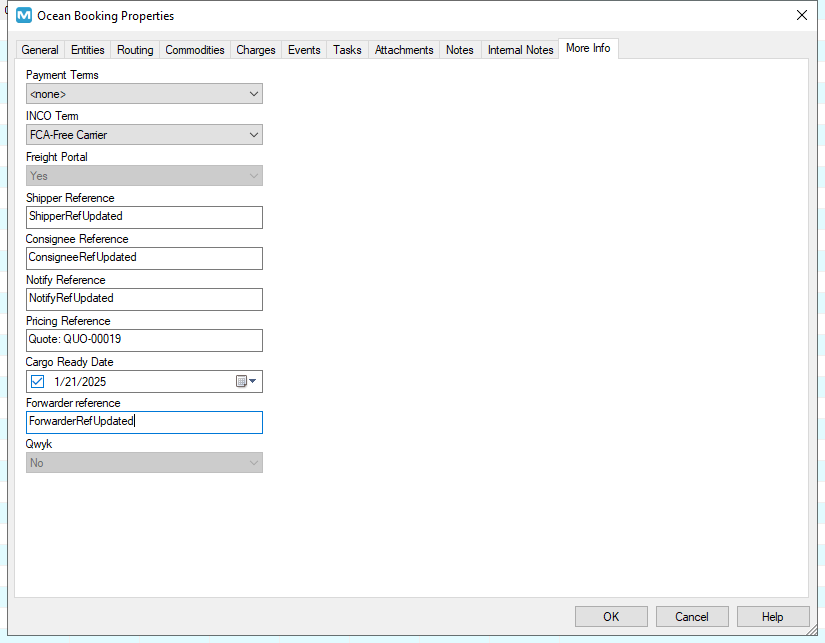 Ocean Booking Properties
General Entities Routing Commodities Charges Events Tasks Attachments Notes Internal Notes More Info
Payment Terms
<none>
INCO Term
FCA-Free Carrier
Freight Portal
Yes
Shipper Reference
ShipperRefUpdated
Consignee Reference
ConsigneeRefUpdated
Notify Reference
NotifyRefUpdated
Pricing Reference
Quote: QUO-00019
Cargo Ready Date
1/21/2025
Forwarder reference
ForwarderRefUpdated
Qwyk
No
OK Cancel Help